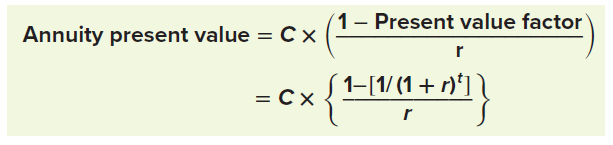 Annuity present value = C × (1 – Present value factor / r)
= C × {1–[1/(1 + r)^t] / r}